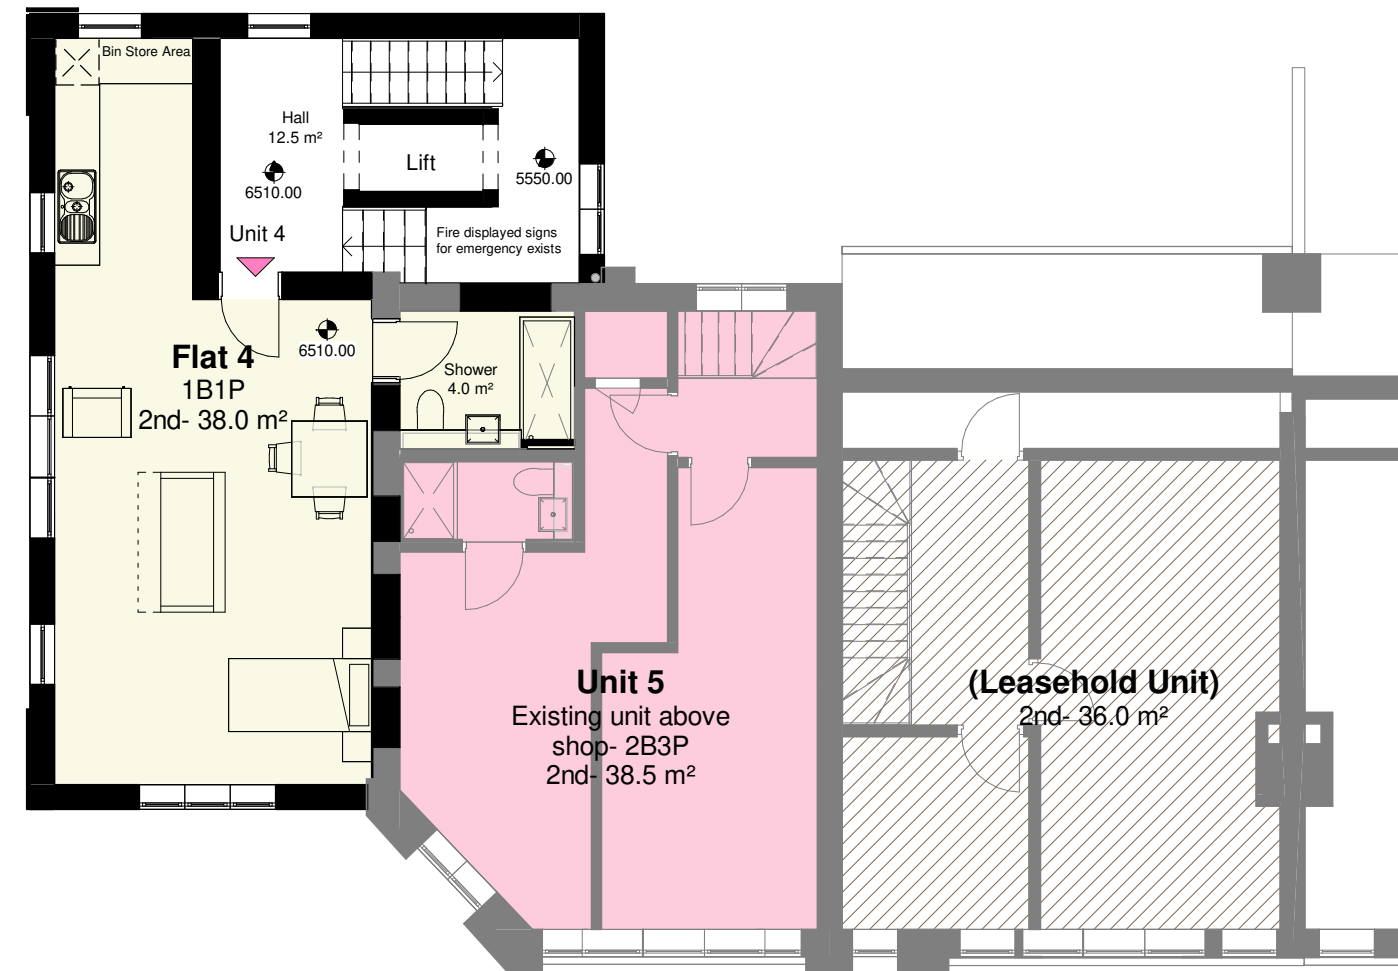 Bin Store Area
Hall
12.5 m²
6510.00
Lift
5550.00
Unit 4
Fire displayed signs
for emergency exists
6510.00
Flat 4
1B1P
2nd- 38.0 m²
Shower
4.0 m²
Unit 5
Existing unit above
shop- 2B3P
2nd- 38.5 m²
(Leasehold Unit)
2nd- 36.0 m²